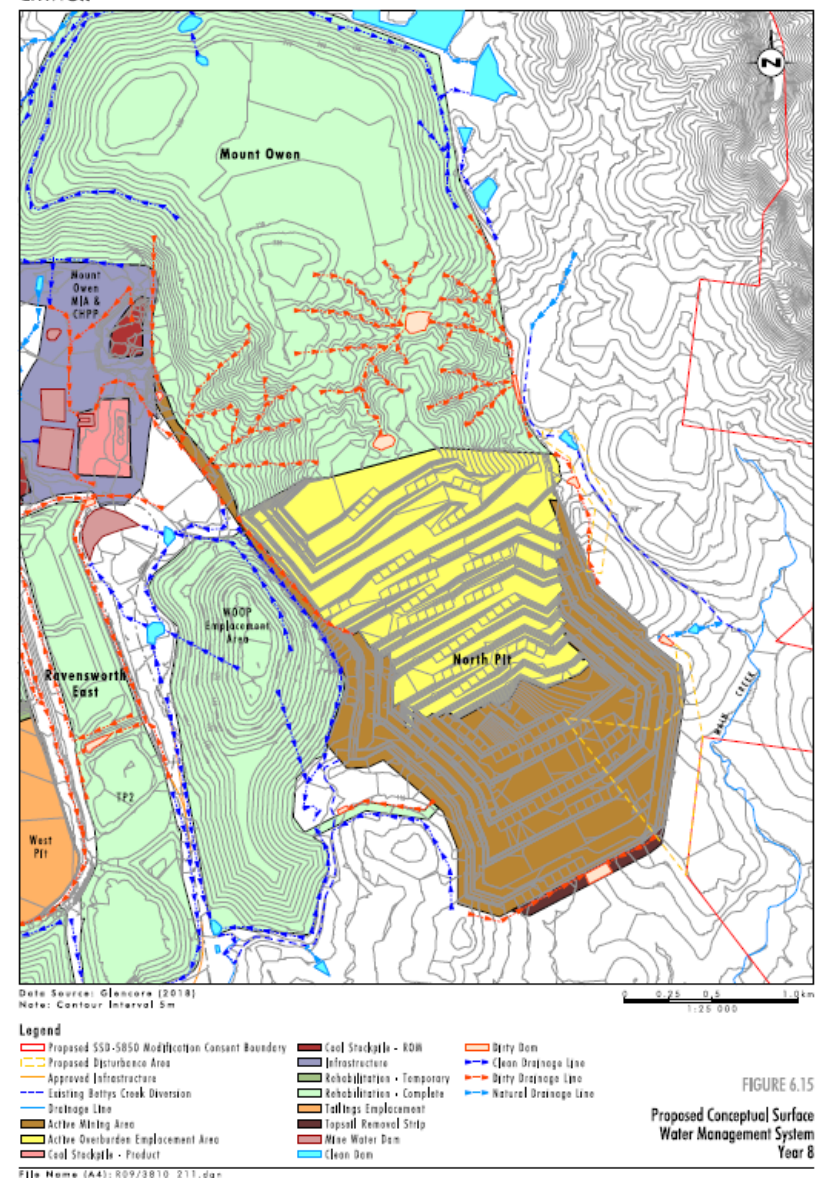 Z
Mount Owen
Mount
Owen
MIA &
CHPP
WOOP
Emplacement
Area
North Pit
Ravensworth
East
TP2
West
Pit
MAIN CREEK
Data Source: Glencore (2018)
Note: Contour Interval 5m
0 0.25 0.5 1.0km
1:25 000
Legend
Proposed SSD-5850 Modification Consent Boundary
Proposed Disturbance Area
Approved Infrastructure
Existing Bettys Creek Diversion
Drainage Line
Active Mining Area
Active Overburden Emplacement Area
Coal Stockpile - Product
Coal Stockpile - ROM
Infrastructure
Rehabilitation - Temporary
Rehabilitation - Complete
Tailings Emplacement
Topsoil Removal Strip
Mine Water Dam
Clean Dam
Dirty Dam
Clean Drainage Line
Dirty Drainage Line
Natural Drainage Line
FIGURE 6.15
Proposed Conceptual Surface
Water Management System
Year 8
File Name (A4): R09/3810_211.dgn